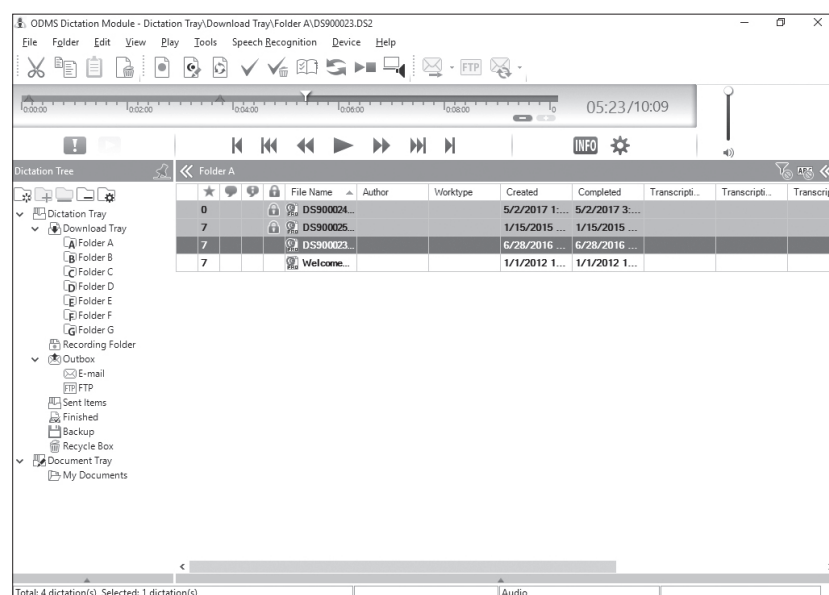 ODMS Dictation Module - Dictation Tray\Download Tray\Folder A\DS900023.DS2
File Folder Edit View Play Tools Speech Recognition Device Help
FTP
0:00:00 0:02:00 0:04:00 0:06:00 0:08:00 05:23/10:09
INFO
Dictation Tree
Folder A
File Name Author Worktype Created Completed Transcripti... Transcripti... Transcrip
0 DS900024... 5/2/2017 1:... 5/2/2017 3:...
7 DS900025... 1/15/2015 ... 1/15/2015 ...
7 DS900023... 6/28/2016 ... 6/28/2016 ...
7 Welcome... 1/1/2012 1... 1/1/2012 1...
Dictation Tray
Download Tray
A Folder A
B Folder B
C Folder C
D Folder D
E Folder E
F Folder F
G Folder G
Recording Folder
Outbox
E-mail
FTP FTP
Sent Items
Finished
Backup
Recycle Box
Document Tray
My Documents
Total: 4 dictation(s) Selected: 1 dictation(s) Audio